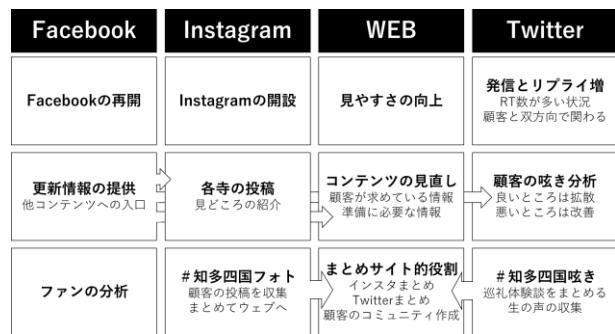 Facebook
Instagram
WEB
Twitter
Facebookの再開
Instagramの開設
見やすさの向上
発信とリプライ増
RT数が多い状況
顧客と双方向で関わる
更新情報の提供
他コンテンツへの入口
各寺の投稿
見どころの紹介
コンテンツの見直し
顧客が求めている情報
準備に必要な情報
顧客の呟き分析
良いところは拡散
悪いところは改善
ファンの分析
#知多四国フォト
顧客の投稿を収集
まとめてウェブへ
まとめサイト的役割
インスタまとめ
Twitterまとめ
顧客のコミュニティ作成
#知多四国呟き
巡礼体験談をまとめる
生の声の収集